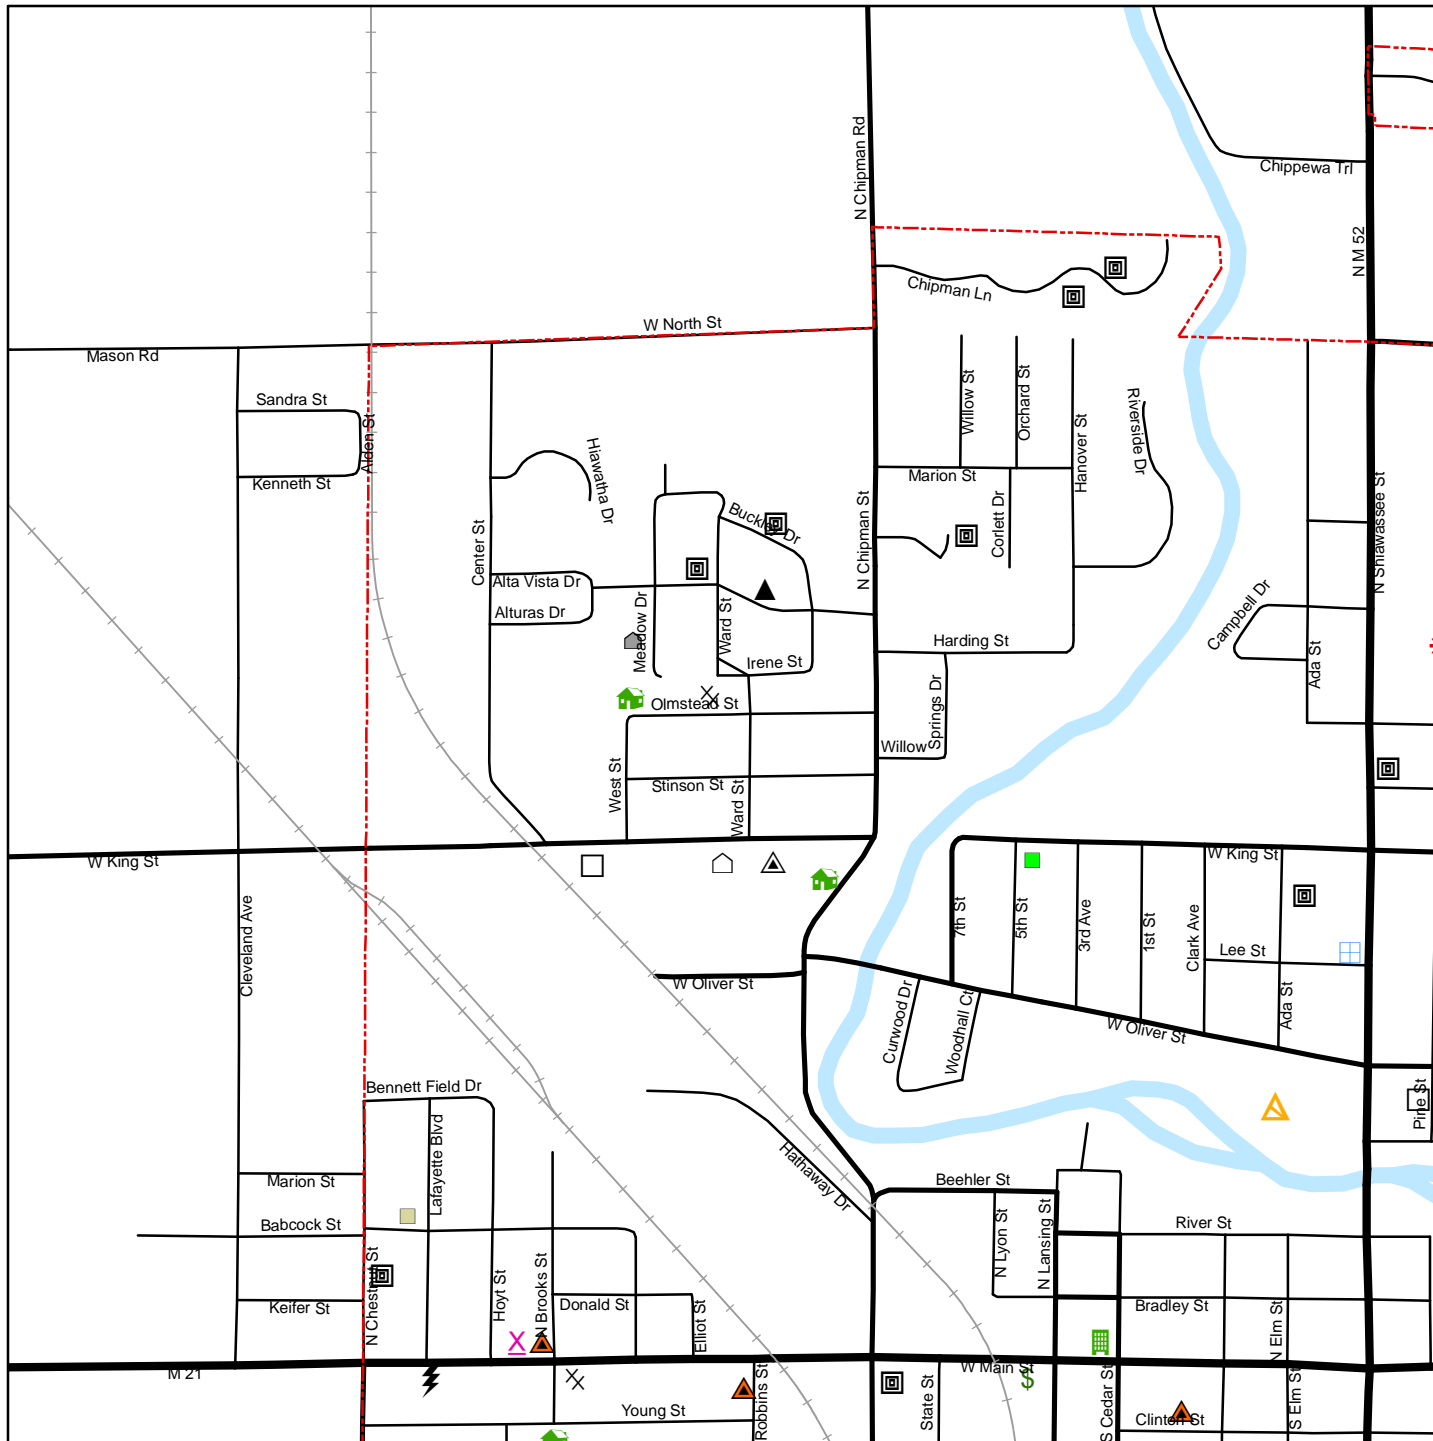 N Chipman Rd
Chippewa Trl
N M 52
Chipman Ln
W North St
Mason Rd
Sandra St
Alden St
Kenneth St
Hiawatha Dr
Willow St
Orchard St
Hanover St
Riverside Dr
Marion St
Buckley Dr
Center St
N Chipman St
Corlett Dr
N Shiawassee St
Alta Vista Dr
Alturas Dr
Meadow Dr
Ward St
Irene St
Harding St
Campbell Dr
Ada St
Olmstead St
Springs Dr
Willow
West St
Stinson St
Ward St
W King St
W King St
Cleveland Ave
7th St
5th St
3rd Ave
1st St
Clark Ave
Lee St
Ada St
W Oliver St
Curwood Dr
Woodhall Ct
W Oliver St
Bennett Field Dr
Lafayette Blvd
Pine St
Hathaway Dr
Marion St
Beehler St
Babcock St
N Lyon St
N Lansing St
River St
N Chestnut St
Hoyt St
N Brooks St
Keifer St
Donald St
Elliot St
Bradley St
N Elm St
M 21
W Main St
$
Young St
Robbins St
State St
S Cedar St
Clinton St
S Elm St